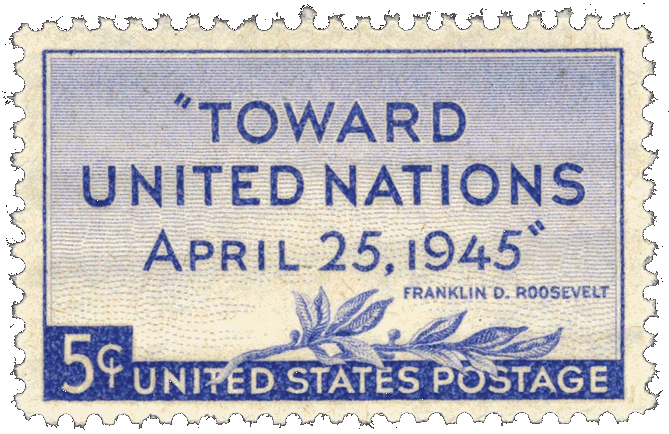 "TOWARD
UNITED NATIONS
APRIL 25, 1945"
FRANKLIN D. ROOSEVELT
5¢
UNITED STATES POSTAGE